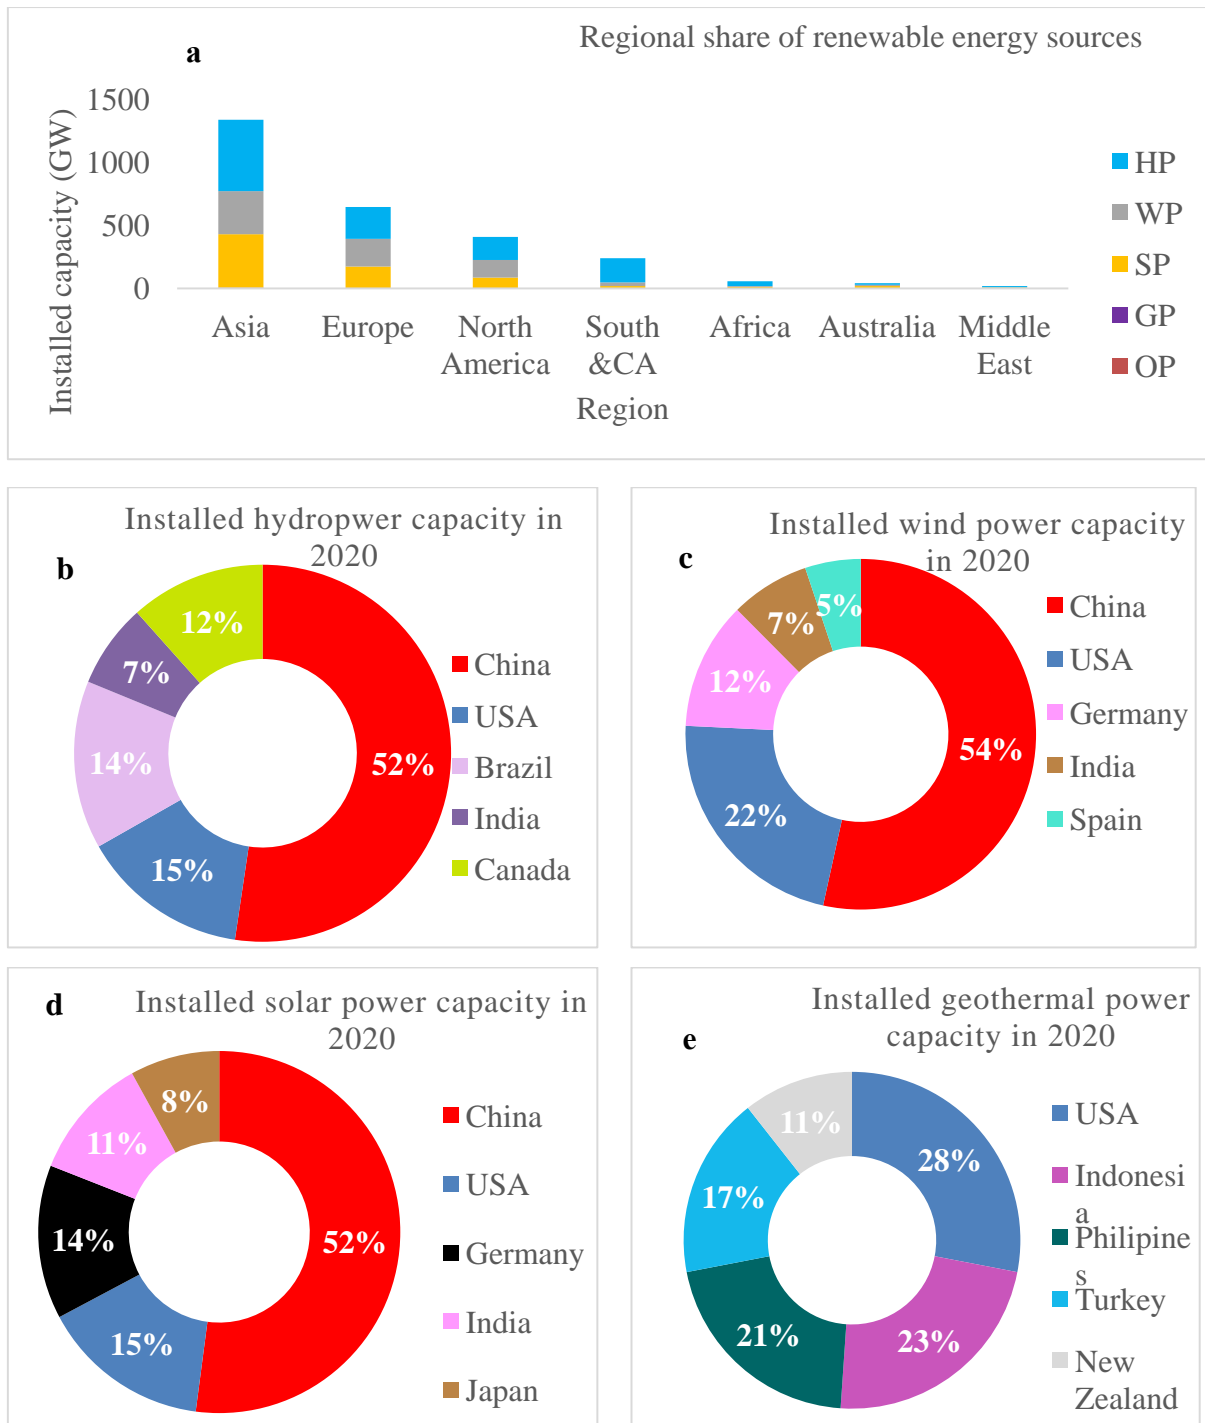 a
Regional share of renewable energy sources
Installed capacity (GW)
1500
1000
500
0
Asia
Europe
North
America
South
&CA
Africa
Australia
Middle
East
Region
HP
WP
SP
GP
OP
b
Installed hydropwer capacity in
2020
12%
7%
14%
15%
52%
China
USA
Brazil
India
Canada
c
Installed wind power capacity
in 2020
5%
7%
12%
22%
54%
China
USA
Germany
India
Spain
d
Installed solar power capacity in
2020
8%
11%
14%
15%
52%
China
USA
Germany
India
Japan
e
Installed geothermal power
capacity in 2020
11%
17%
21%
23%
28%
USA
Indonesi
a
Philipine
s
Turkey
New
Zealand